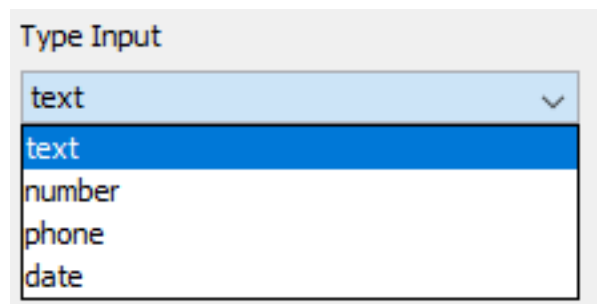 Type Input
text
text
number
phone
date